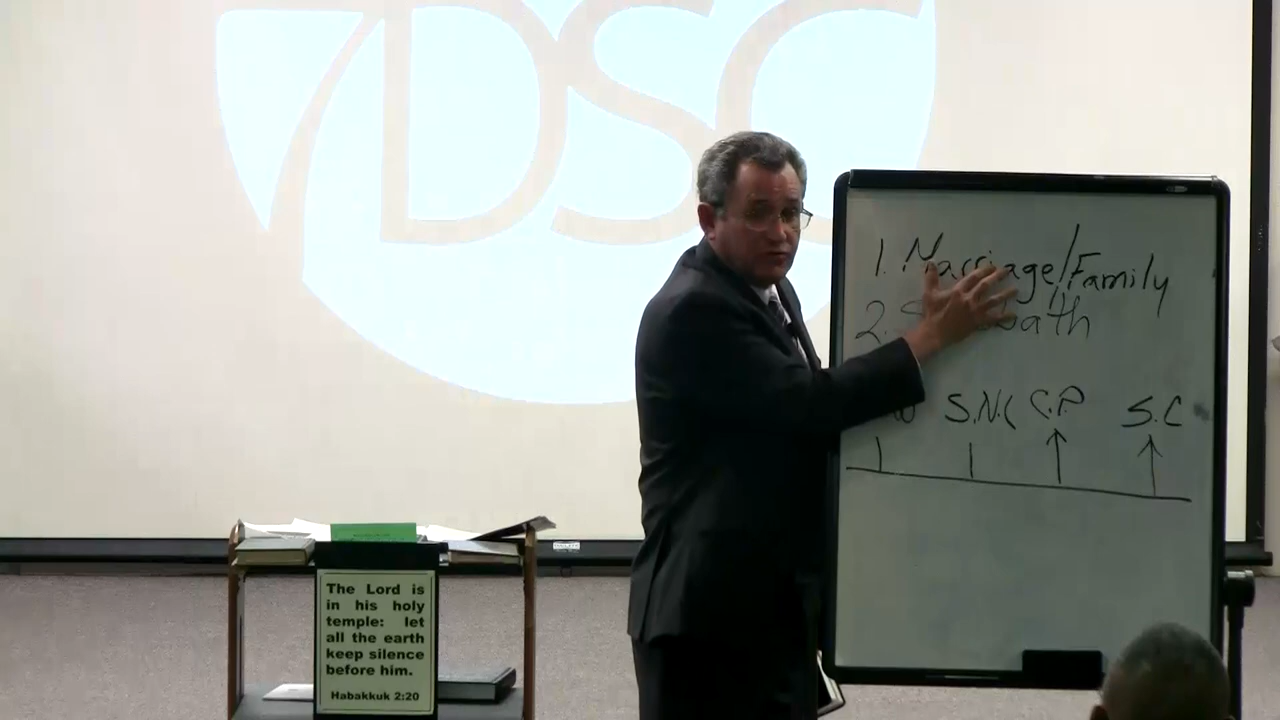 DSC
1. Marriage/Family
2.
S.N.C C.P S.C
The Lord is
in his holy
temple: let
all the earth
keep silence
before him.
Habakkuk 2:20